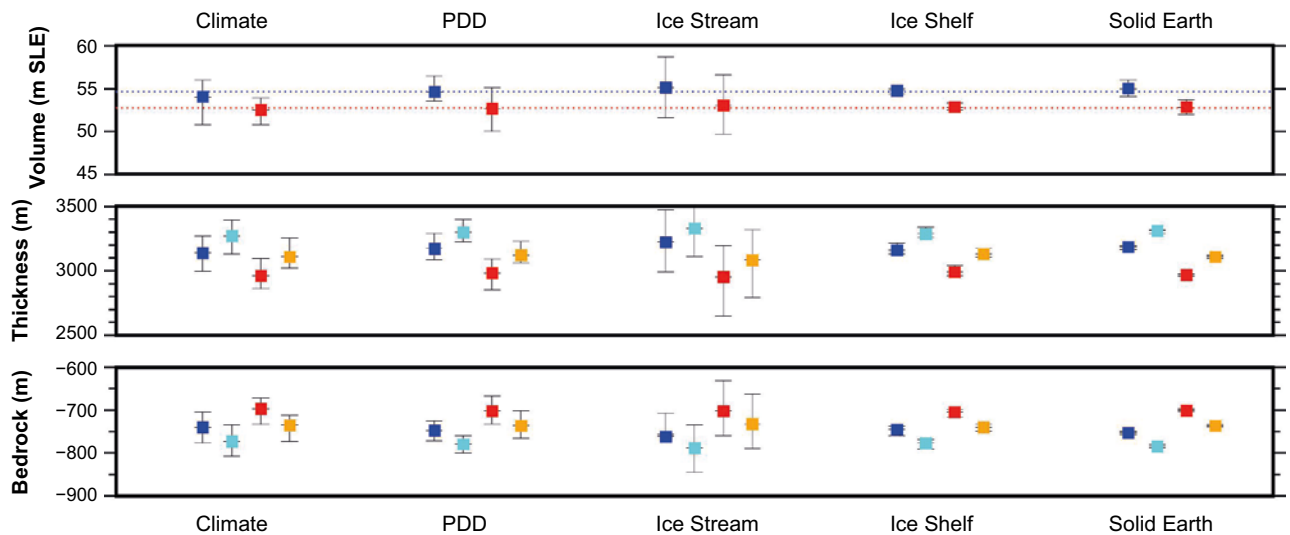 Climate PDD Ice Stream Ice Shelf Solid Earth
Volume (m SLE)
60
55
50
45
Thickness (m)
3500
3000
2500
Bedrock (m)
−600
−700
−800
−900
Climate PDD Ice Stream Ice Shelf Solid Earth